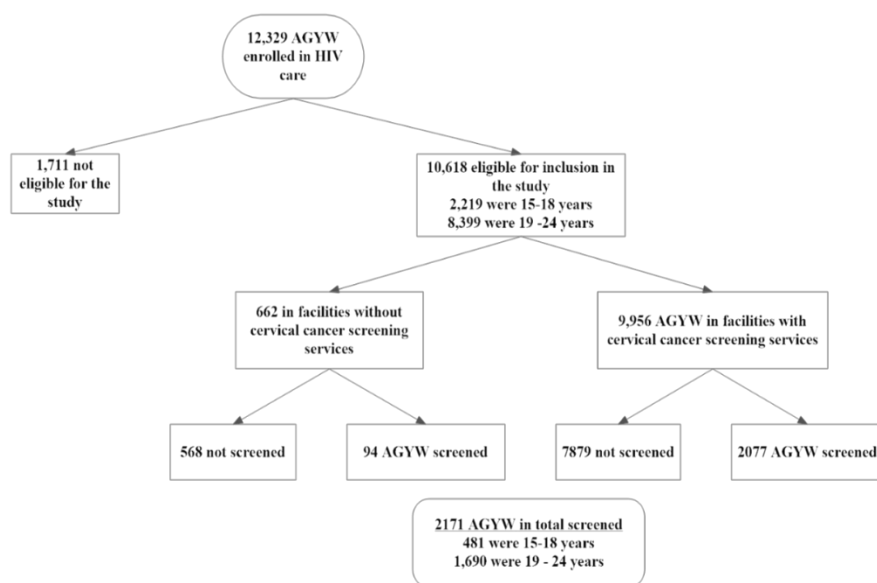 12,329 AGYW
enrolled in HIV
care
1,711 not
eligible for the
study
10,618 eligible for inclusion in
the study
2,219 were 15-18 years
8,399 were 19 -24 years
662 in facilities without
cervical cancer screening
services
9,956 AGYW in facilities with
cervical cancer screening services
568 not screened
94 AGYW screened
7879 not screened
2077 AGYW screened
2171 AGYW in total screened
481 were 15-18 years
1,690 were 19 - 24 years